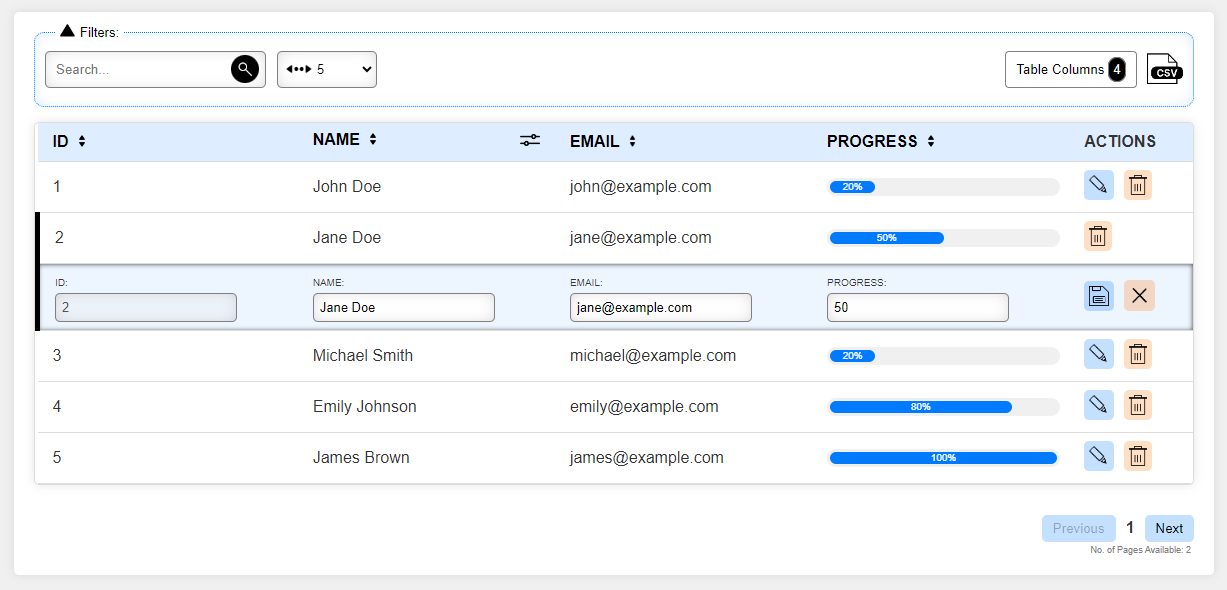 Filters:
Search... 5 Table Columns 4 CSV
ID NAME EMAIL PROGRESS ACTIONS
1 John Doe john@example.com 20%
2 Jane Doe jane@example.com 50%
ID: NAME: EMAIL: PROGRESS:
2 Jane Doe jane@example.com 50
3 Michael Smith michael@example.com 20%
4 Emily Johnson emily@example.com 80%
5 James Brown james@example.com 100%
Previous 1 Next
No. of Pages Available: 2